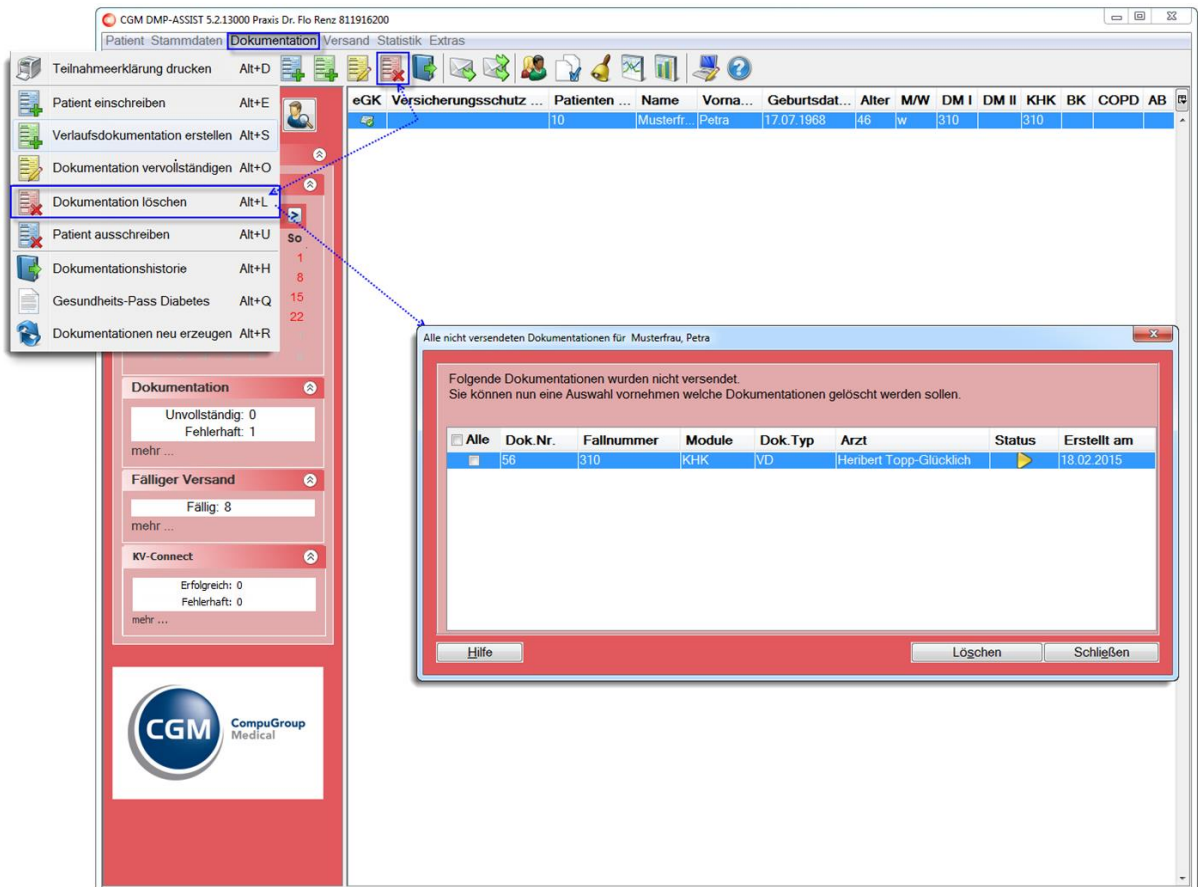 CGM DMP-ASSIST 5.2.13000 Praxis Dr. Flo Renz 811916200
Patient Stammdaten Dokumentation Versand Statistik Extras
Teilnahmeerklärung drucken Alt+D
Patient einschreiben Alt+E
Verlaufsdokumentation erstellen Alt+S
Dokumentation vervollständigen Alt+O
Dokumentation löschen Alt+L
Patient ausschreiben Alt+U
Dokumentationshistorie Alt+H
Gesundheits-Pass Diabetes Alt+Q
Dokumentationen neu erzeugen Alt+R
So
1
8
15
22
eGK Versicherungsschutz ... Patienten ... Name Vorna... Geburtsdat... Alter M/W DM I DM II KHK BK COPD AB
10 Musterfr... Petra 17.07.1968 46 w 310 310
Dokumentation
Unvollständig: 0
Fehlerhaft: 1
mehr ...
Fälliger Versand
Fällig: 8
mehr ...
KV-Connect
Erfolgreich: 0
Fehlerhaft: 0
mehr ...
CGM CompuGroup
Medical
Alle nicht versendeten Dokumentationen für Musterfrau, Petra
Folgende Dokumentationen wurden nicht versendet.
Sie können nun eine Auswahl vornehmen welche Dokumentationen gelöscht werden sollen.
Alle Dok.Nr. Fallnummer Module Dok.Typ Arzt Status Erstellt am
56 310 KHK VD Heribert Topp-Glücklich 18.02.2015
Hilfe Löschen Schließen